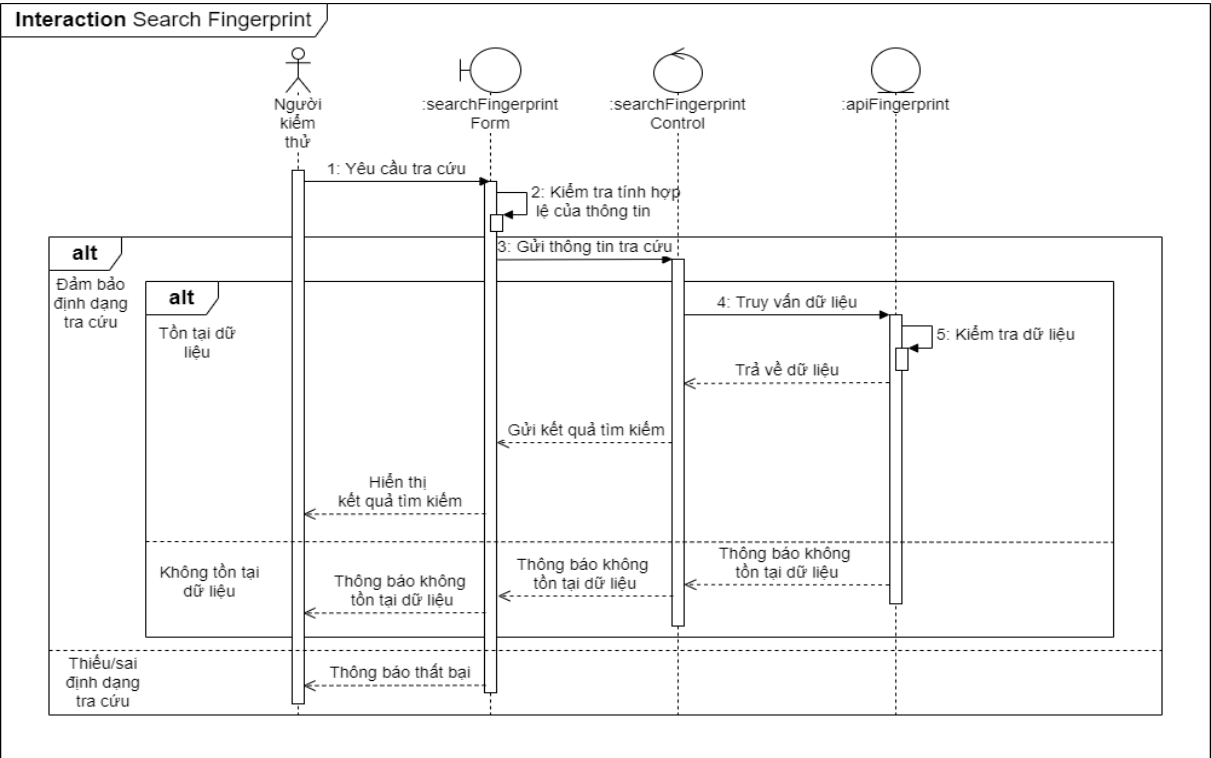 Interaction Search Fingerprint
Người
kiểm
thử
:searchFingerprint
Form
:searchFingerprint
Control
:apiFingerprint
1: Yêu cầu tra cứu
2: Kiểm tra tính hợp
lệ của thông tin
alt
3: Gửi thông tin tra cứu
Đảm bảo
định dạng
tra cứu
alt
4: Truy vấn dữ liệu
Tồn tại dữ
liệu
5: Kiểm tra dữ liệu
Trả về dữ liệu
Gửi kết quả tìm kiếm
Hiển thị
kết quả tìm kiếm
Không tồn tại
dữ liệu
Thông báo không
tồn tại dữ liệu
Thông báo không
tồn tại dữ liệu
Thông báo không
tồn tại dữ liệu
Thiếu/sai
định dạng
tra cứu
Thông báo thất bại